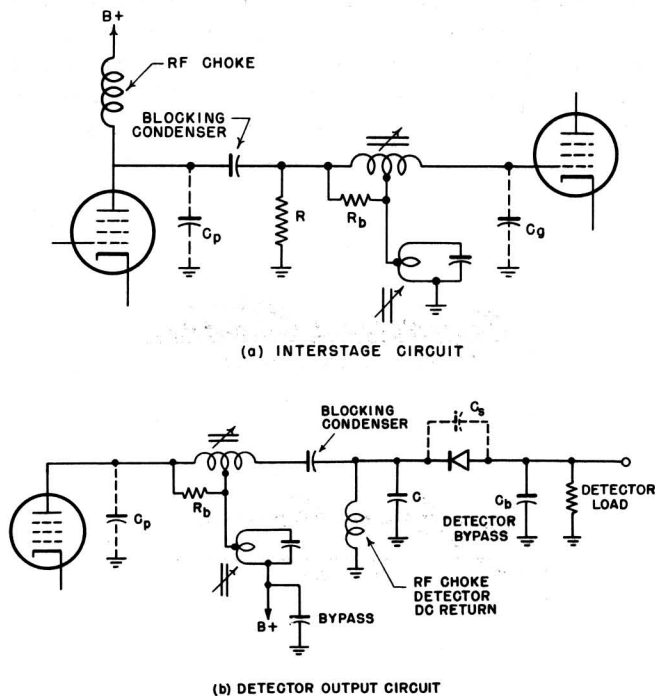 B+
RF CHOKE
BLOCKING
CONDENSER
Cp
R
Rb
Cg
(a) INTERSTAGE CIRCUIT
BLOCKING
CONDENSER
Cs
Rb
Cp
C
Cb
DETECTOR
BYPASS
DETECTOR
LOAD
RF CHOKE
DETECTOR
DC RETURN
B+
BYPASS
(b) DETECTOR OUTPUT CIRCUIT